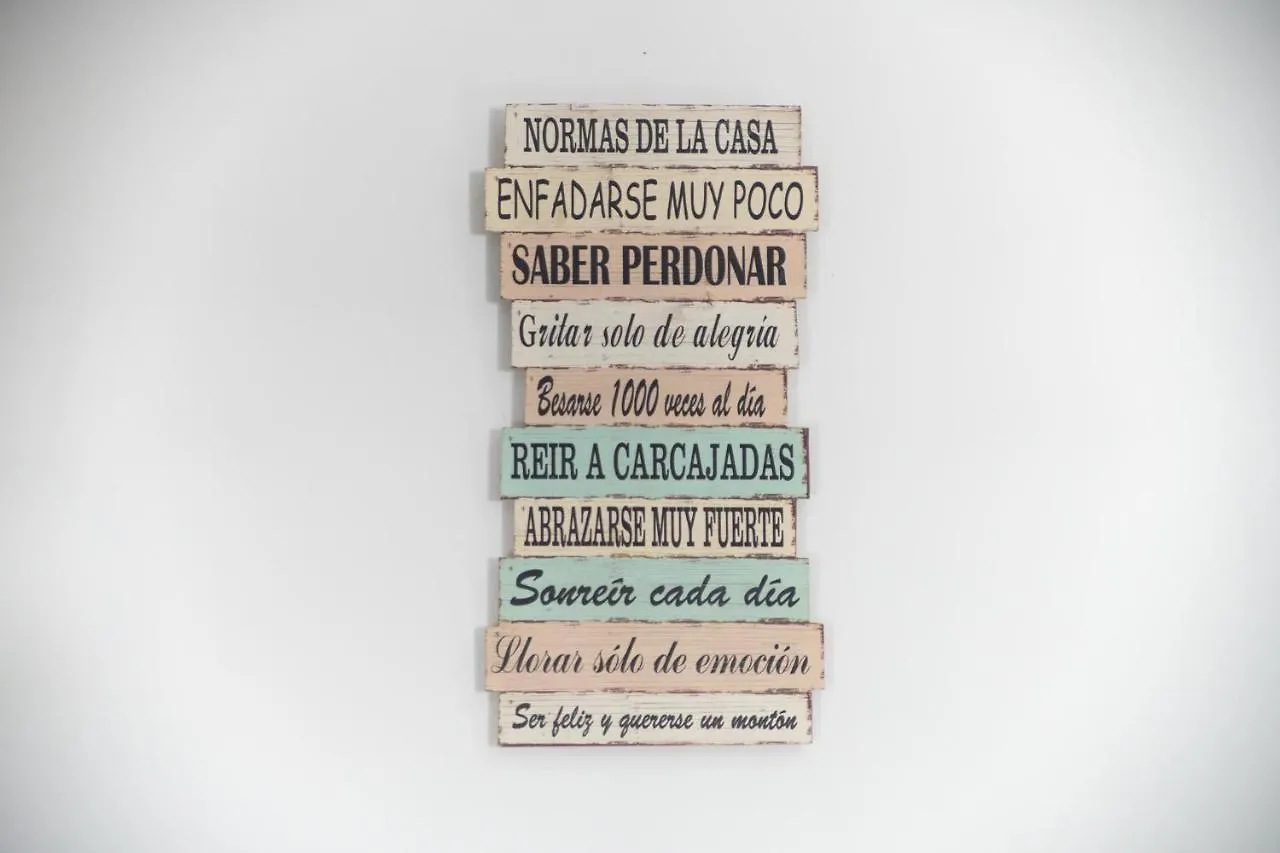 NORMAS DE LA CASA
ENFADARSE MUY POCO
SABER PERDONAR
Gritar solo de alegría
Besarse 1000 veces al día
REIR A CARCAJADAS
ABRAZARSE MUY FUERTE
Sonreír cada día
Llorar sólo de emoción
Ser feliz y quererse un montón